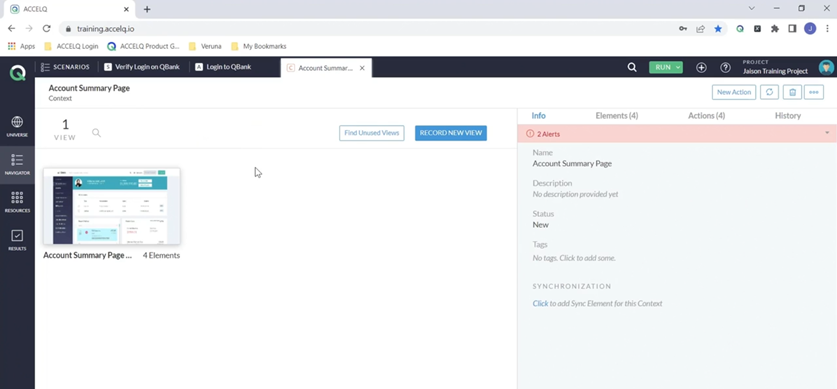 ACCELQ
training.accelq.io
Apps
ACCELQ Login
ACCELQ Product G...
Veruna
My Bookmarks
SCENARIOS
S Verify Login on QBank
A Login to QBank
C Account Summar...
RUN
PROJECT
Jaison Training Project
Account Summary Page
Context
New Action
1
VIEW
Find Unused Views
RECORD NEW VIEW
Info
Elements (4)
Actions (4)
History
2 Alerts
UNIVERSE
NAVIGATOR
RESOURCES
RESULTS
Account Summary Page ...
4 Elements
Name
Account Summary Page
Description
No description provided yet
Status
New
Tags
No tags. Click to add some.
SYNCHRONIZATION
Click to add Sync Element for this Context